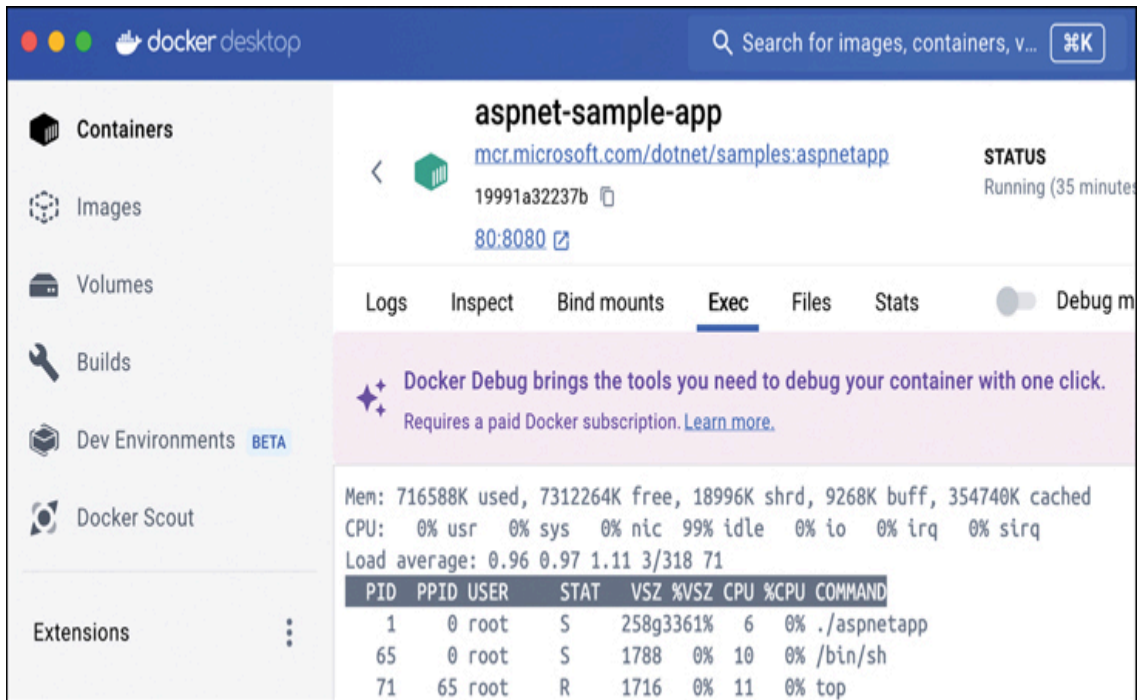 docker desktop
Search for images, containers, v... ⌘K
Containers
Images
Volumes
Builds
Dev Environments BETA
Docker Scout
Extensions
aspnet-sample-app
mcr.microsoft.com/dotnet/samples:aspnetapp
19991a32237b
80:8080
STATUS
Running (35 minutes
Logs Inspect Bind mounts Exec Files Stats Debug m
Docker Debug brings the tools you need to debug your container with one click.
Requires a paid Docker subscription. Learn more.
Mem: 716588K used, 7312264K free, 18996K shrd, 9268K buff, 354740K cached
CPU: 0% usr 0% sys 0% nic 99% idle 0% io 0% irq 0% sirq
Load average: 0.96 0.97 1.11 3/318 71
PID PPID USER STAT VSZ %VSZ CPU %CPU COMMAND
1 0 root S 258g3361% 6 0% ./aspnetapp
65 0 root S 1788 0% 10 0% /bin/sh
71 65 root R 1716 0% 11 0% top